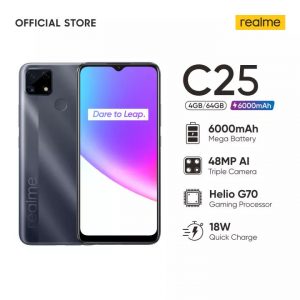 OFFICIAL STORE
realme
C25
4GB/64GB 6000mAh
Dare to Leap.
realme
6000mAh
Mega Battery
48MP AI
Triple Camera
Helio G70
Gaming Processor
18W
Quick Charge